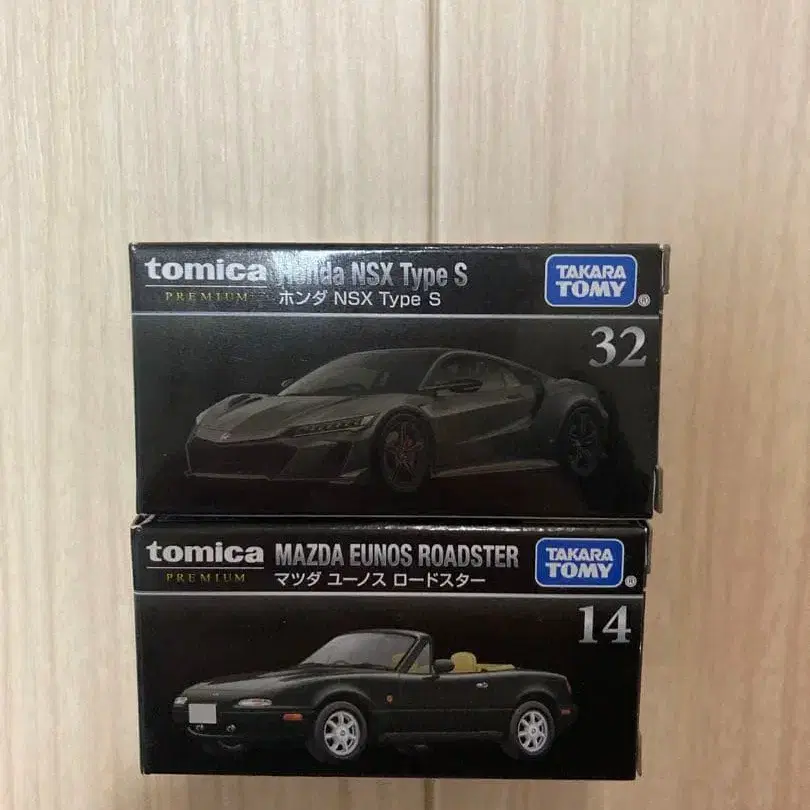 tomica Honda NSX Type S
PREMIUM ホンダ NSX Type S
TAKARA
TOMY
32
tomica MAZDA EUNOS ROADSTER
PREMIUM マツダ ユーノス ロードスター
TAKARA
TOMY
14